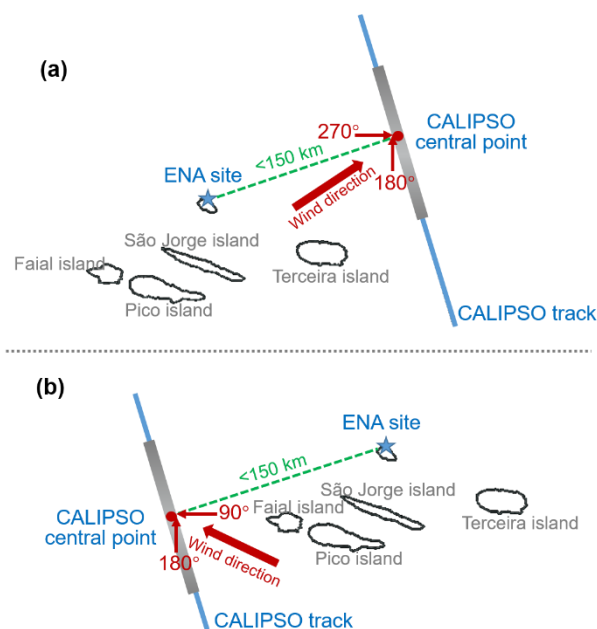 (a)
270°
CALIPSO
central point
<150 km
ENA site
180°
Wind direction
São Jorge island
Faial island
Terceira island
Pico island
CALIPSO track
(b)
ENA site
<150 km
São Jorge island
CALIPSO
central point
90°
Faial island
Terceira island
Wind direction
Pico island
180°
CALIPSO track